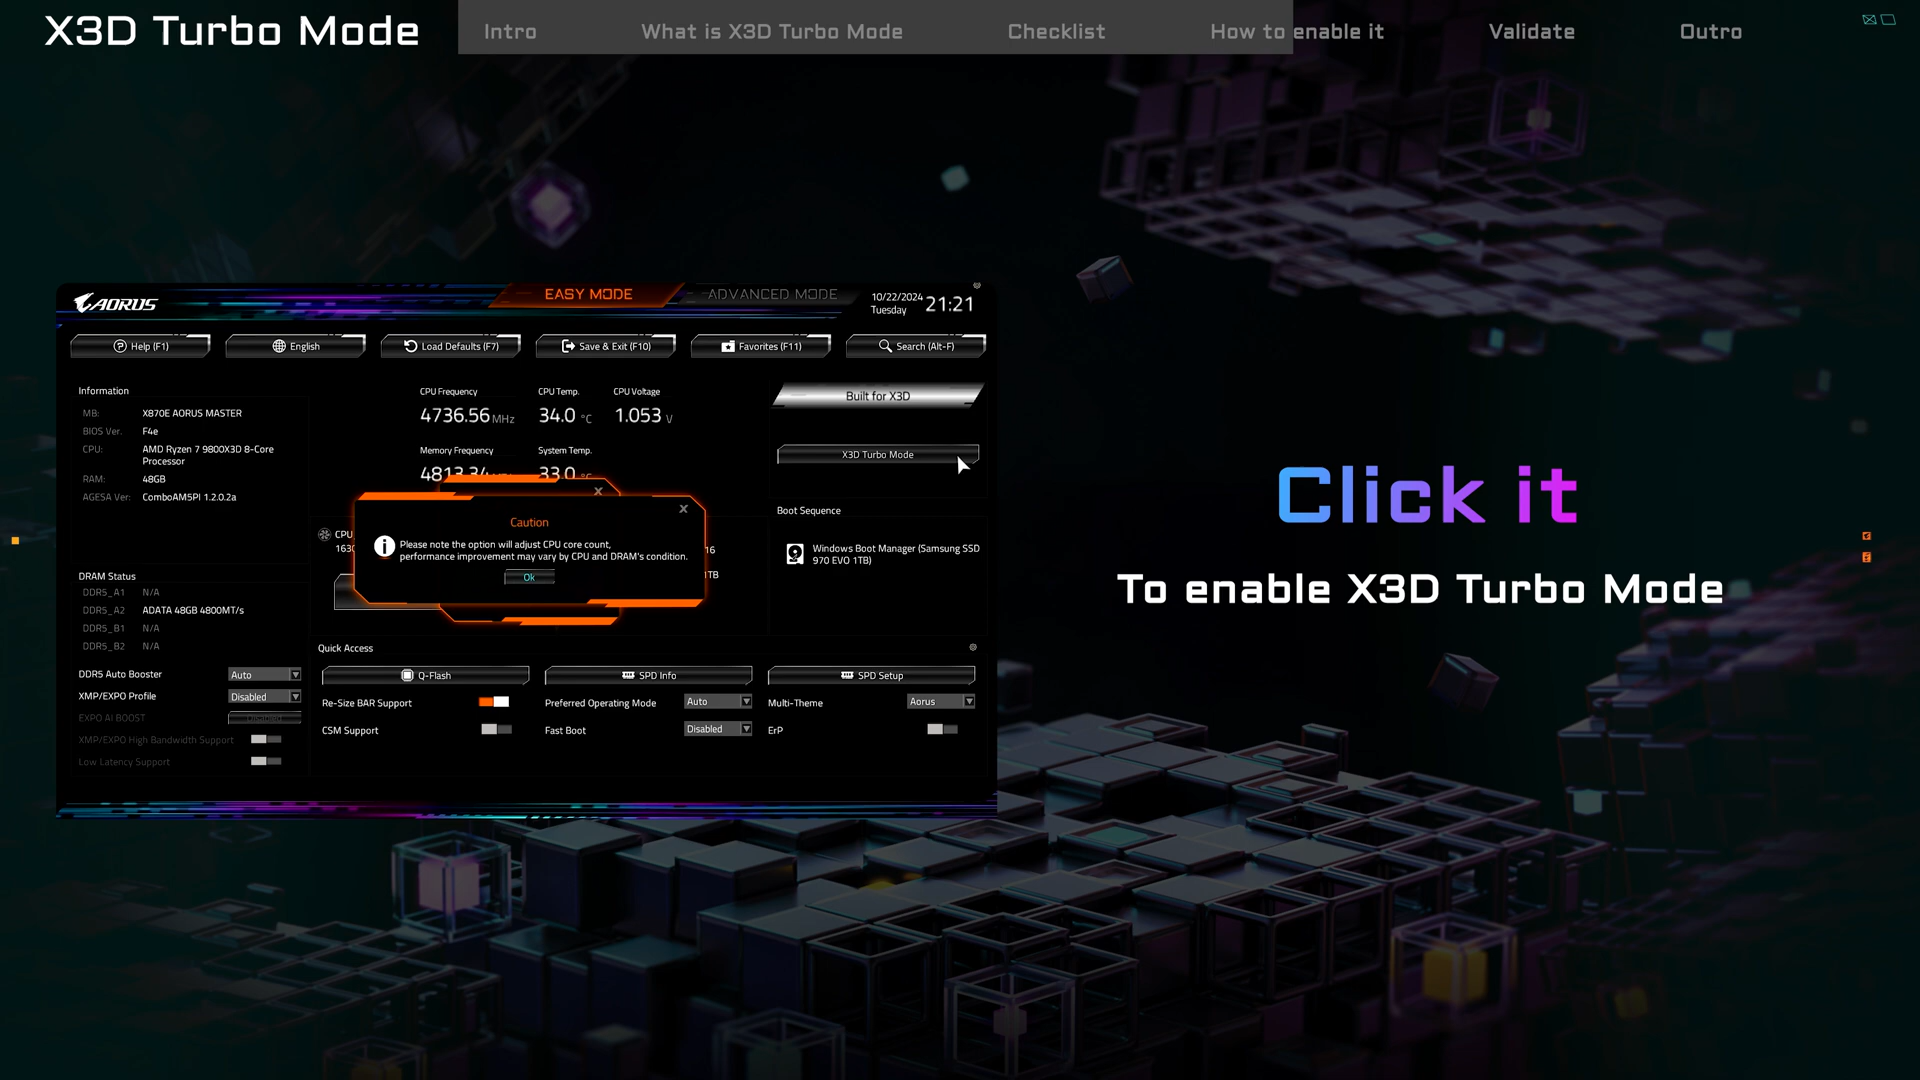 X3D Turbo Mode
Intro
What is X3D Turbo Mode
Checklist
How to enable it
Validate
Outro
AORUS
EASY MODE
ADVANCED MODE
10/22/2024
Tuesday
21:21
Help (F1)
English
Load Defaults (F7)
Save & Exit (F10)
Favorites (F11)
Search (Alt-F)
Information
MB: X870E AORUS MASTER
BIOS Ver. F4e
CPU: AMD Ryzen 7 9800X3D 8-Core
Processor
RAM: 48GB
AGESA Ver: ComboAM5PI 1.2.0.2a
CPU Frequency
4736.56 MHz
CPU Temp.
34.0 °C
CPU Voltage
1.053 V
Memory Frequency
4813.34
System Temp.
33.0 °C
Built for X3D
X3D Turbo Mode
Boot Sequence
Windows Boot Manager (Samsung SSD
970 EVO 1TB)
CPU
1630
16
1TB
X
X
Caution
Please note the option will adjust CPU core count,
performance improvement may vary by CPU and DRAM's condition.
Ok
DRAM Status
DDR5_A1 N/A
DDR5_A2 ADATA 48GB 4800MT/s
DDR5_B1 N/A
DDR5_B2 N/A
DDR5 Auto Booster Auto
XMP/EXPO Profile Disabled
EXPO AI BOOST Disabled
XMP/EXPO High Bandwidth Support
Low Latency Support
Quick Access
Q-Flash
SPD Info
SPD Setup
Re-Size BAR Support
Preferred Operating Mode Auto
Multi-Theme Aorus
CSM Support
Fast Boot Disabled
ErP
Click it
To enable X3D Turbo Mode